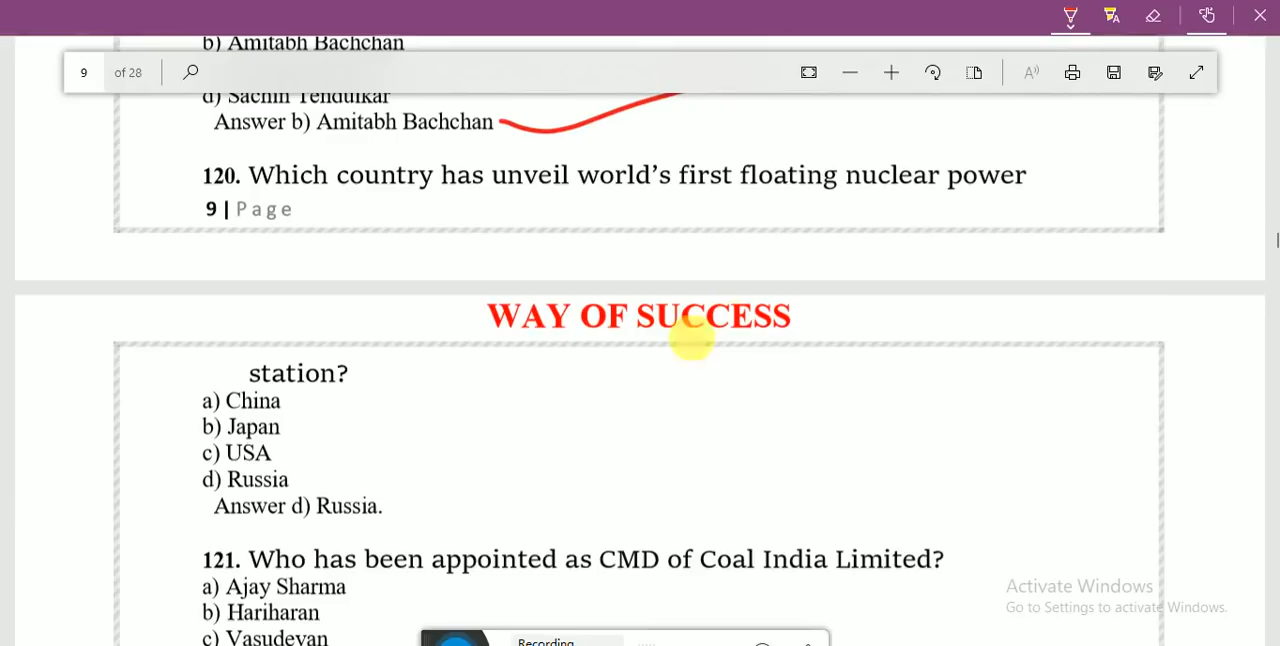 b) Amitabh Bachchan
9 of 28
d) Sachin Tendulkar
Answer b) Amitabh Bachchan
120. Which country has unveil world's first floating nuclear power
9 | Page
WAY OF SUCCESS
station?
a) China
b) Japan
c) USA
d) Russia
Answer d) Russia.
121. Who has been appointed as CMD of Coal India Limited?
a) Ajay Sharma
b) Hariharan
c) Vasudevan
Activate Windows
Go to Settings to activate Windows.
Recording